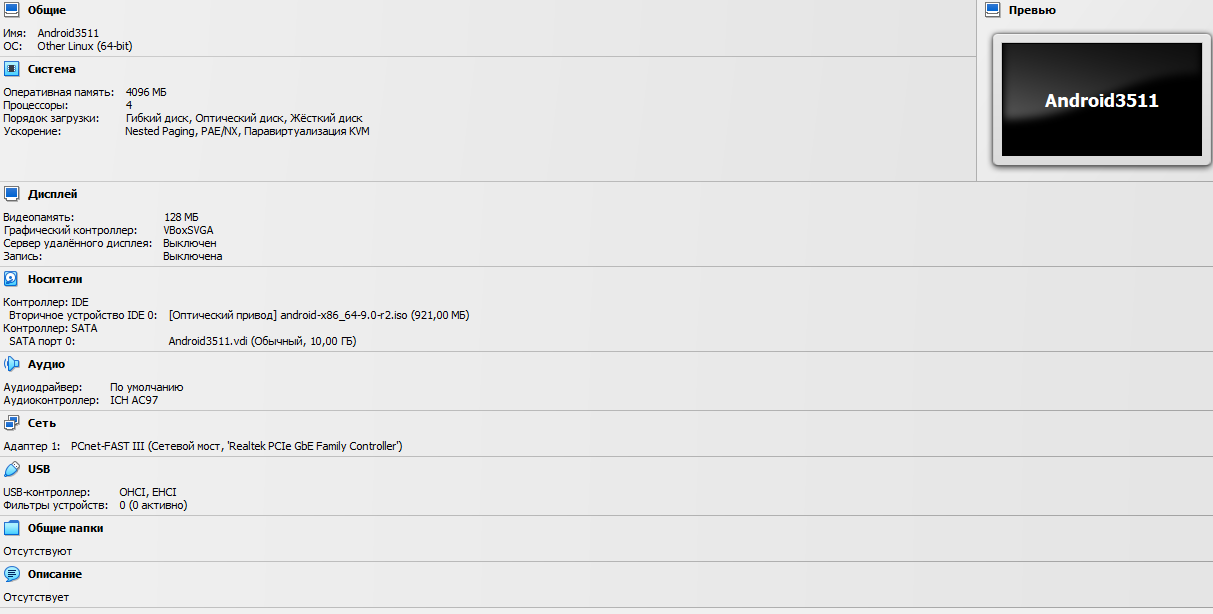 Общие
Имя: Android3511
ОС: Other Linux (64-bit)
Система
Оперативная память: 4096 МБ
Процессоры: 4
Порядок загрузки: Гибкий диск, Оптический диск, Жёсткий диск
Ускорение: Nested Paging, PAE/NX, Паравиртуализация KVM
Превью
Android3511
Дисплей
Видеопамять: 128 МБ
Графический контроллер: VBoxSVGA
Сервер удалённого дисплея: Выключен
Запись: Выключена
Носители
Контроллер: IDE
Вторичное устройство IDE 0: [Оптический привод] android-x86_64-9.0-r2.iso (921,00 МБ)
Контроллер: SATA
SATA порт 0: Android3511.vdi (Обычный, 10,00 ГБ)
Аудио
Аудиодрайвер: По умолчанию
Аудиоконтроллер: ICH AC97
Сеть
Адаптер 1: PCnet-FAST III (Сетевой мост, 'Realtek PCIe GbE Family Controller')
USB
USB-контроллер: OHCI, EHCI
Фильтры устройств: 0 (0 активно)
Общие папки
Отсутствуют
Описание
Отсутствует